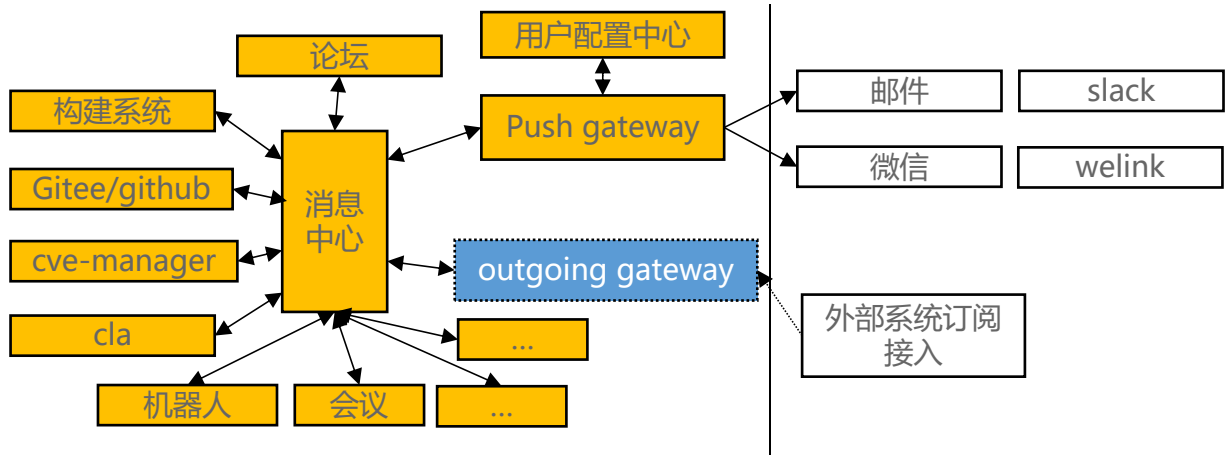 用户配置中心
论坛
邮件
slack
构建系统
Push gateway
微信
welink
Gitee/github
消息
中心
cve-manager
outgoing gateway
外部系统订阅
接入
cla
...
机器人
会议
...